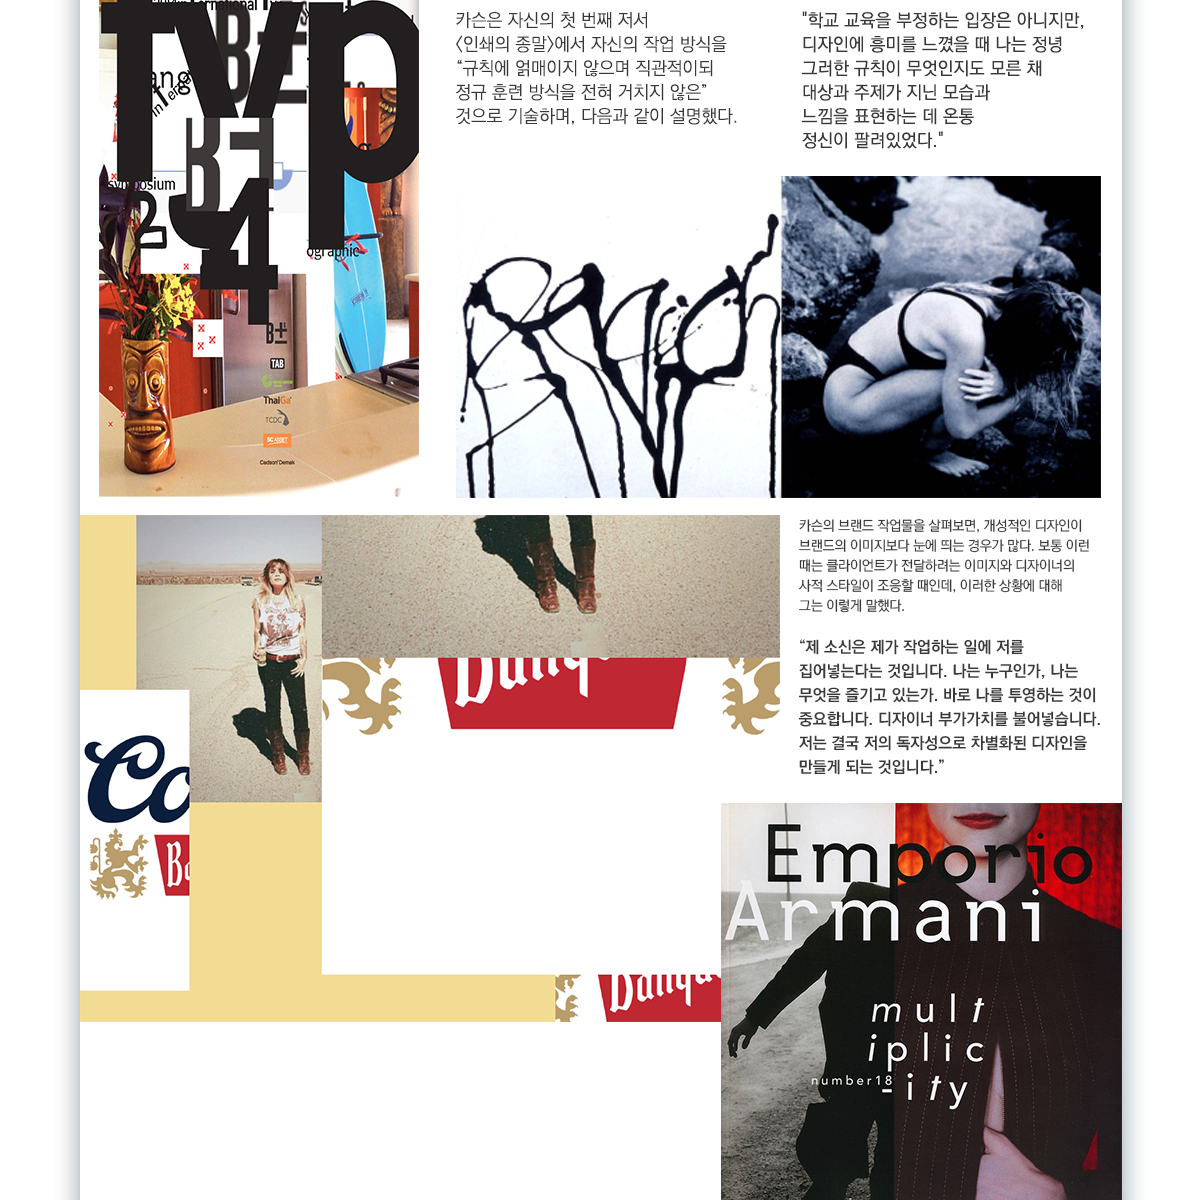 ernational
Typ
B±
ang
in
B±
symposium
2
4
ographic
B±
TAB
ThaiGa
TCDC
SC ASSET
Cadson Demak
카슨은 자신의 첫 번째 저서
〈인쇄의 종말〉에서 자신의 작업 방식을
“규칙에 얽매이지 않으며 직관적이되
정규 훈련 방식을 전혀 거치지 않은”
것으로 기술하며, 다음과 같이 설명했다.
"학교 교육을 부정하는 입장은 아니지만,
디자인에 흥미를 느꼈을 때 나는 정녕
그러한 규칙이 무엇인지도 모른 채
대상과 주제가 지닌 모습과
느낌을 표현하는 데 온통
정신이 팔려있었다."
Co
Ba
Banqu
Banque
카슨의 브랜드 작업물을 살펴보면, 개성적인 디자인이
브랜드의 이미지보다 눈에 띄는 경우가 많다. 보통 이런
때는 클라이언트가 전달하려는 이미지와 디자이너의
사적 스타일이 조응할 때인데, 이러한 상황에 대해
그는 이렇게 말했다.
“제 소신은 제가 작업하는 일에 저를
집어넣는다는 것입니다. 나는 누구인가, 나는
무엇을 즐기고 있는가. 바로 나를 투영하는 것이
중요합니다. 디자이너 부가가치를 불어넣습니다.
저는 결국 저의 독자성으로 차별화된 디자인을
만들게 되는 것입니다.”
Emporio
Armani
mult
iplic
number18
-ity